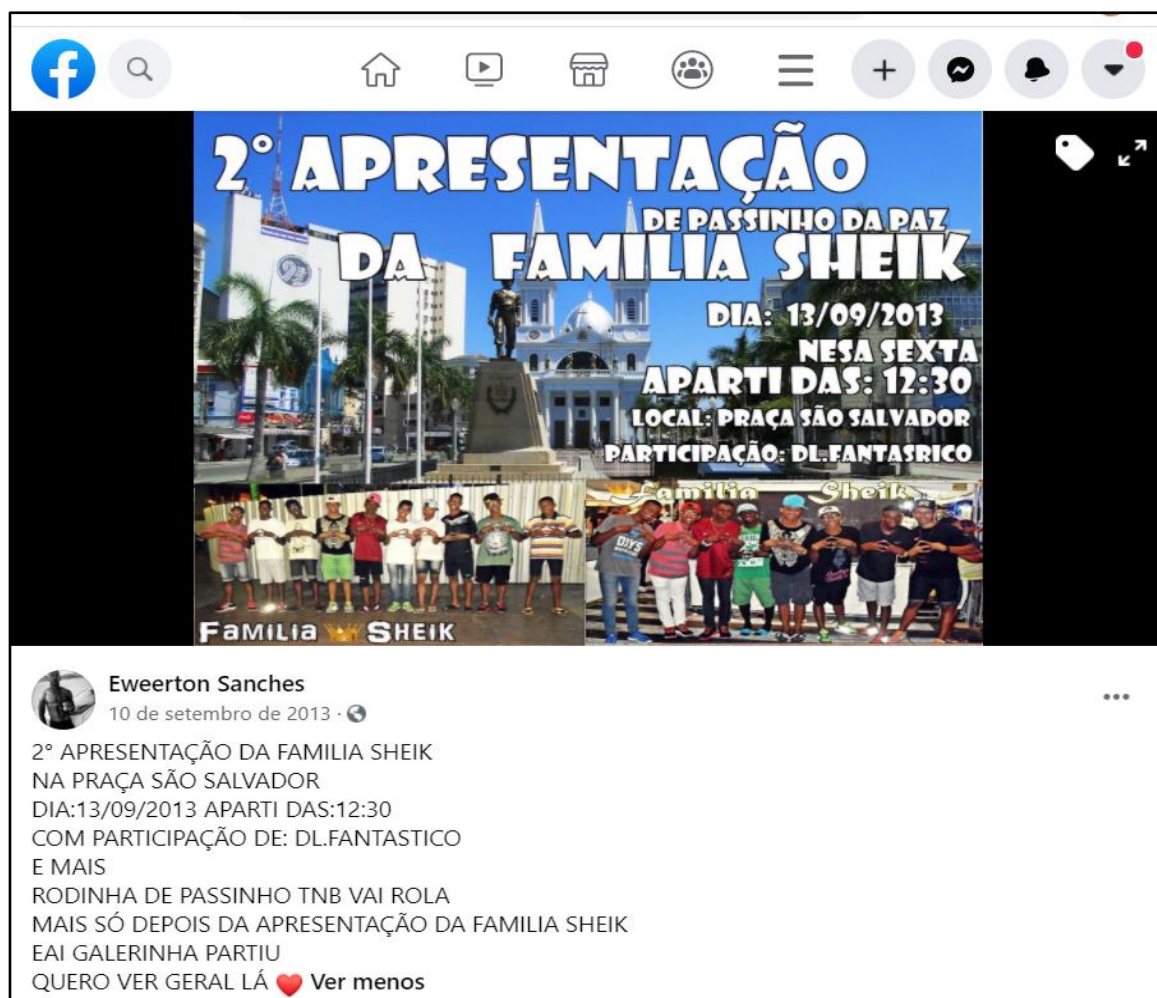 2° APRESENTAÇÃO
DE PASSINHO DA PAZ
DA FAMILIA SHEIK
DIA: 13/09/2013
NESA SEXTA
APARTI DAS: 12:30
LOCAL: PRAÇA SÃO SALVADOR
PARTICIPAÇÃO: DL.FANTASRICO
Familia Sheik
FAMILIA SHEIK
DIYS
Eweerton Sanches
10 de setembro de 2013 ·
2° APRESENTAÇÃO DA FAMILIA SHEIK
NA PRAÇA SÃO SALVADOR
DIA:13/09/2013 APARTI DAS:12:30
COM PARTICIPAÇÃO DE: DL.FANTASTICO
E MAIS
RODINHA DE PASSINHO TNB VAI ROLA
MAIS SÓ DEPOIS DA APRESENTAÇÃO DA FAMILIA SHEIK
EAI GALERINHA PARTIU
QUERO VER GERAL LÁ ❤️ Ver menos